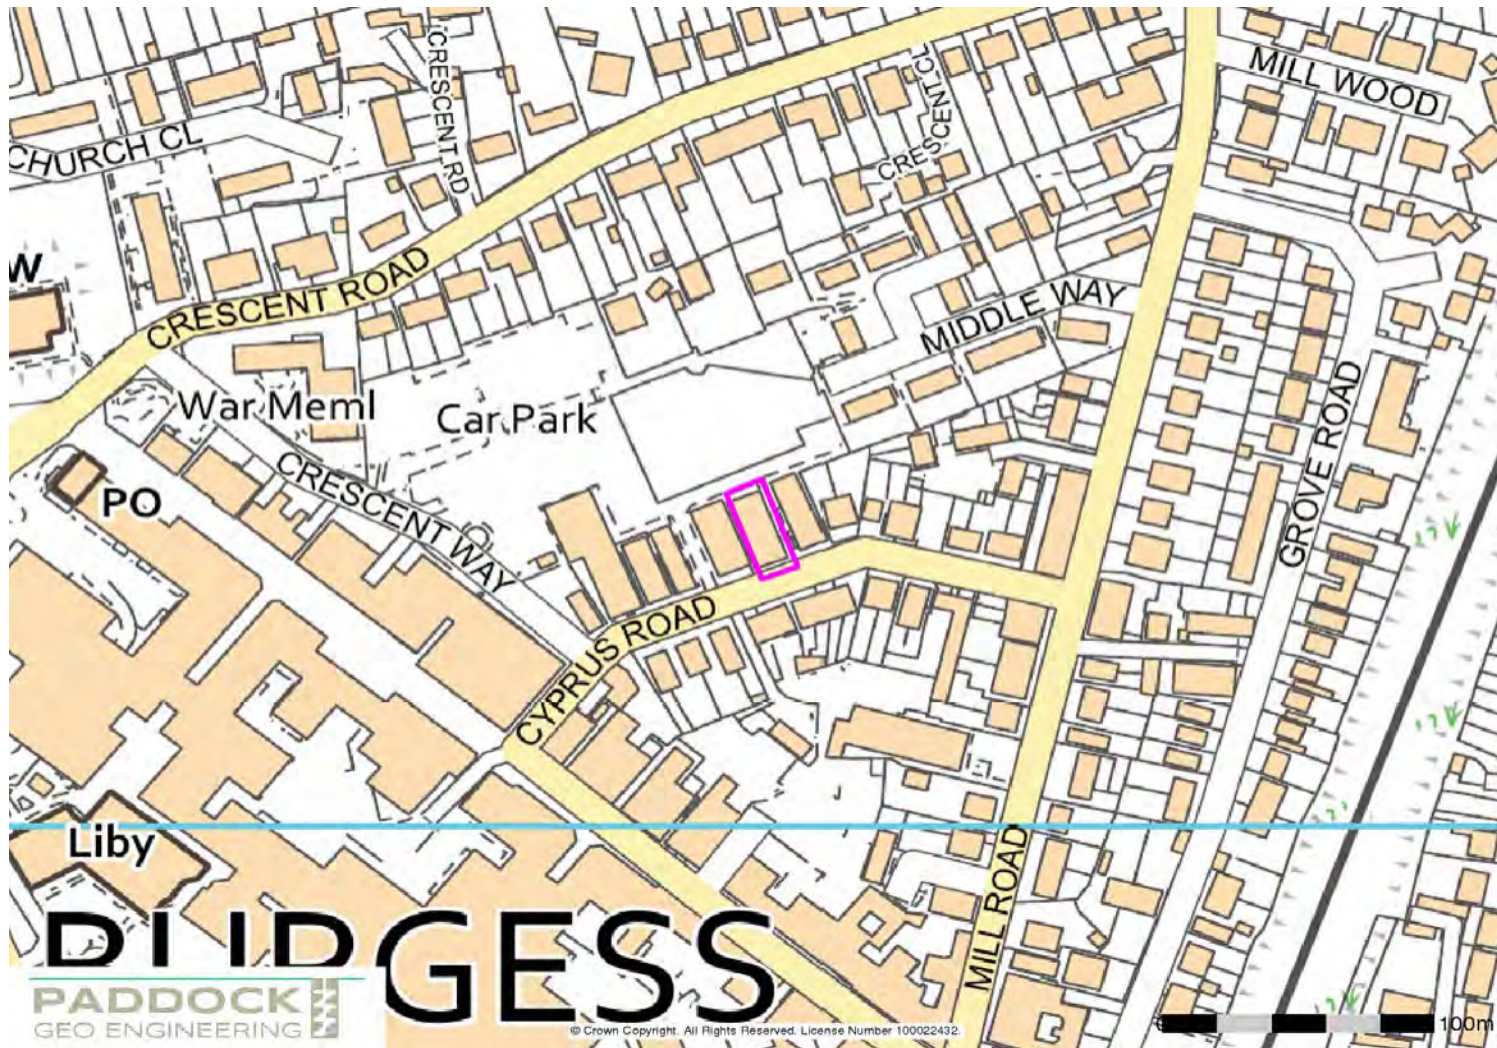 CRESCENT RD
CRESCENT CL
MILL WOOD
CHURCH CL
CRESCENT ROAD
MIDDLE WAY
War Meml
Car Park
GROVE ROAD
CRESCENT WAY
PO
CYPRUS ROAD
Liby
MILL ROAD
BURGESS
PADDOCK
GEO ENGINEERING
© Crown Copyright. All Rights Reserved. License Number 100022432.
100m